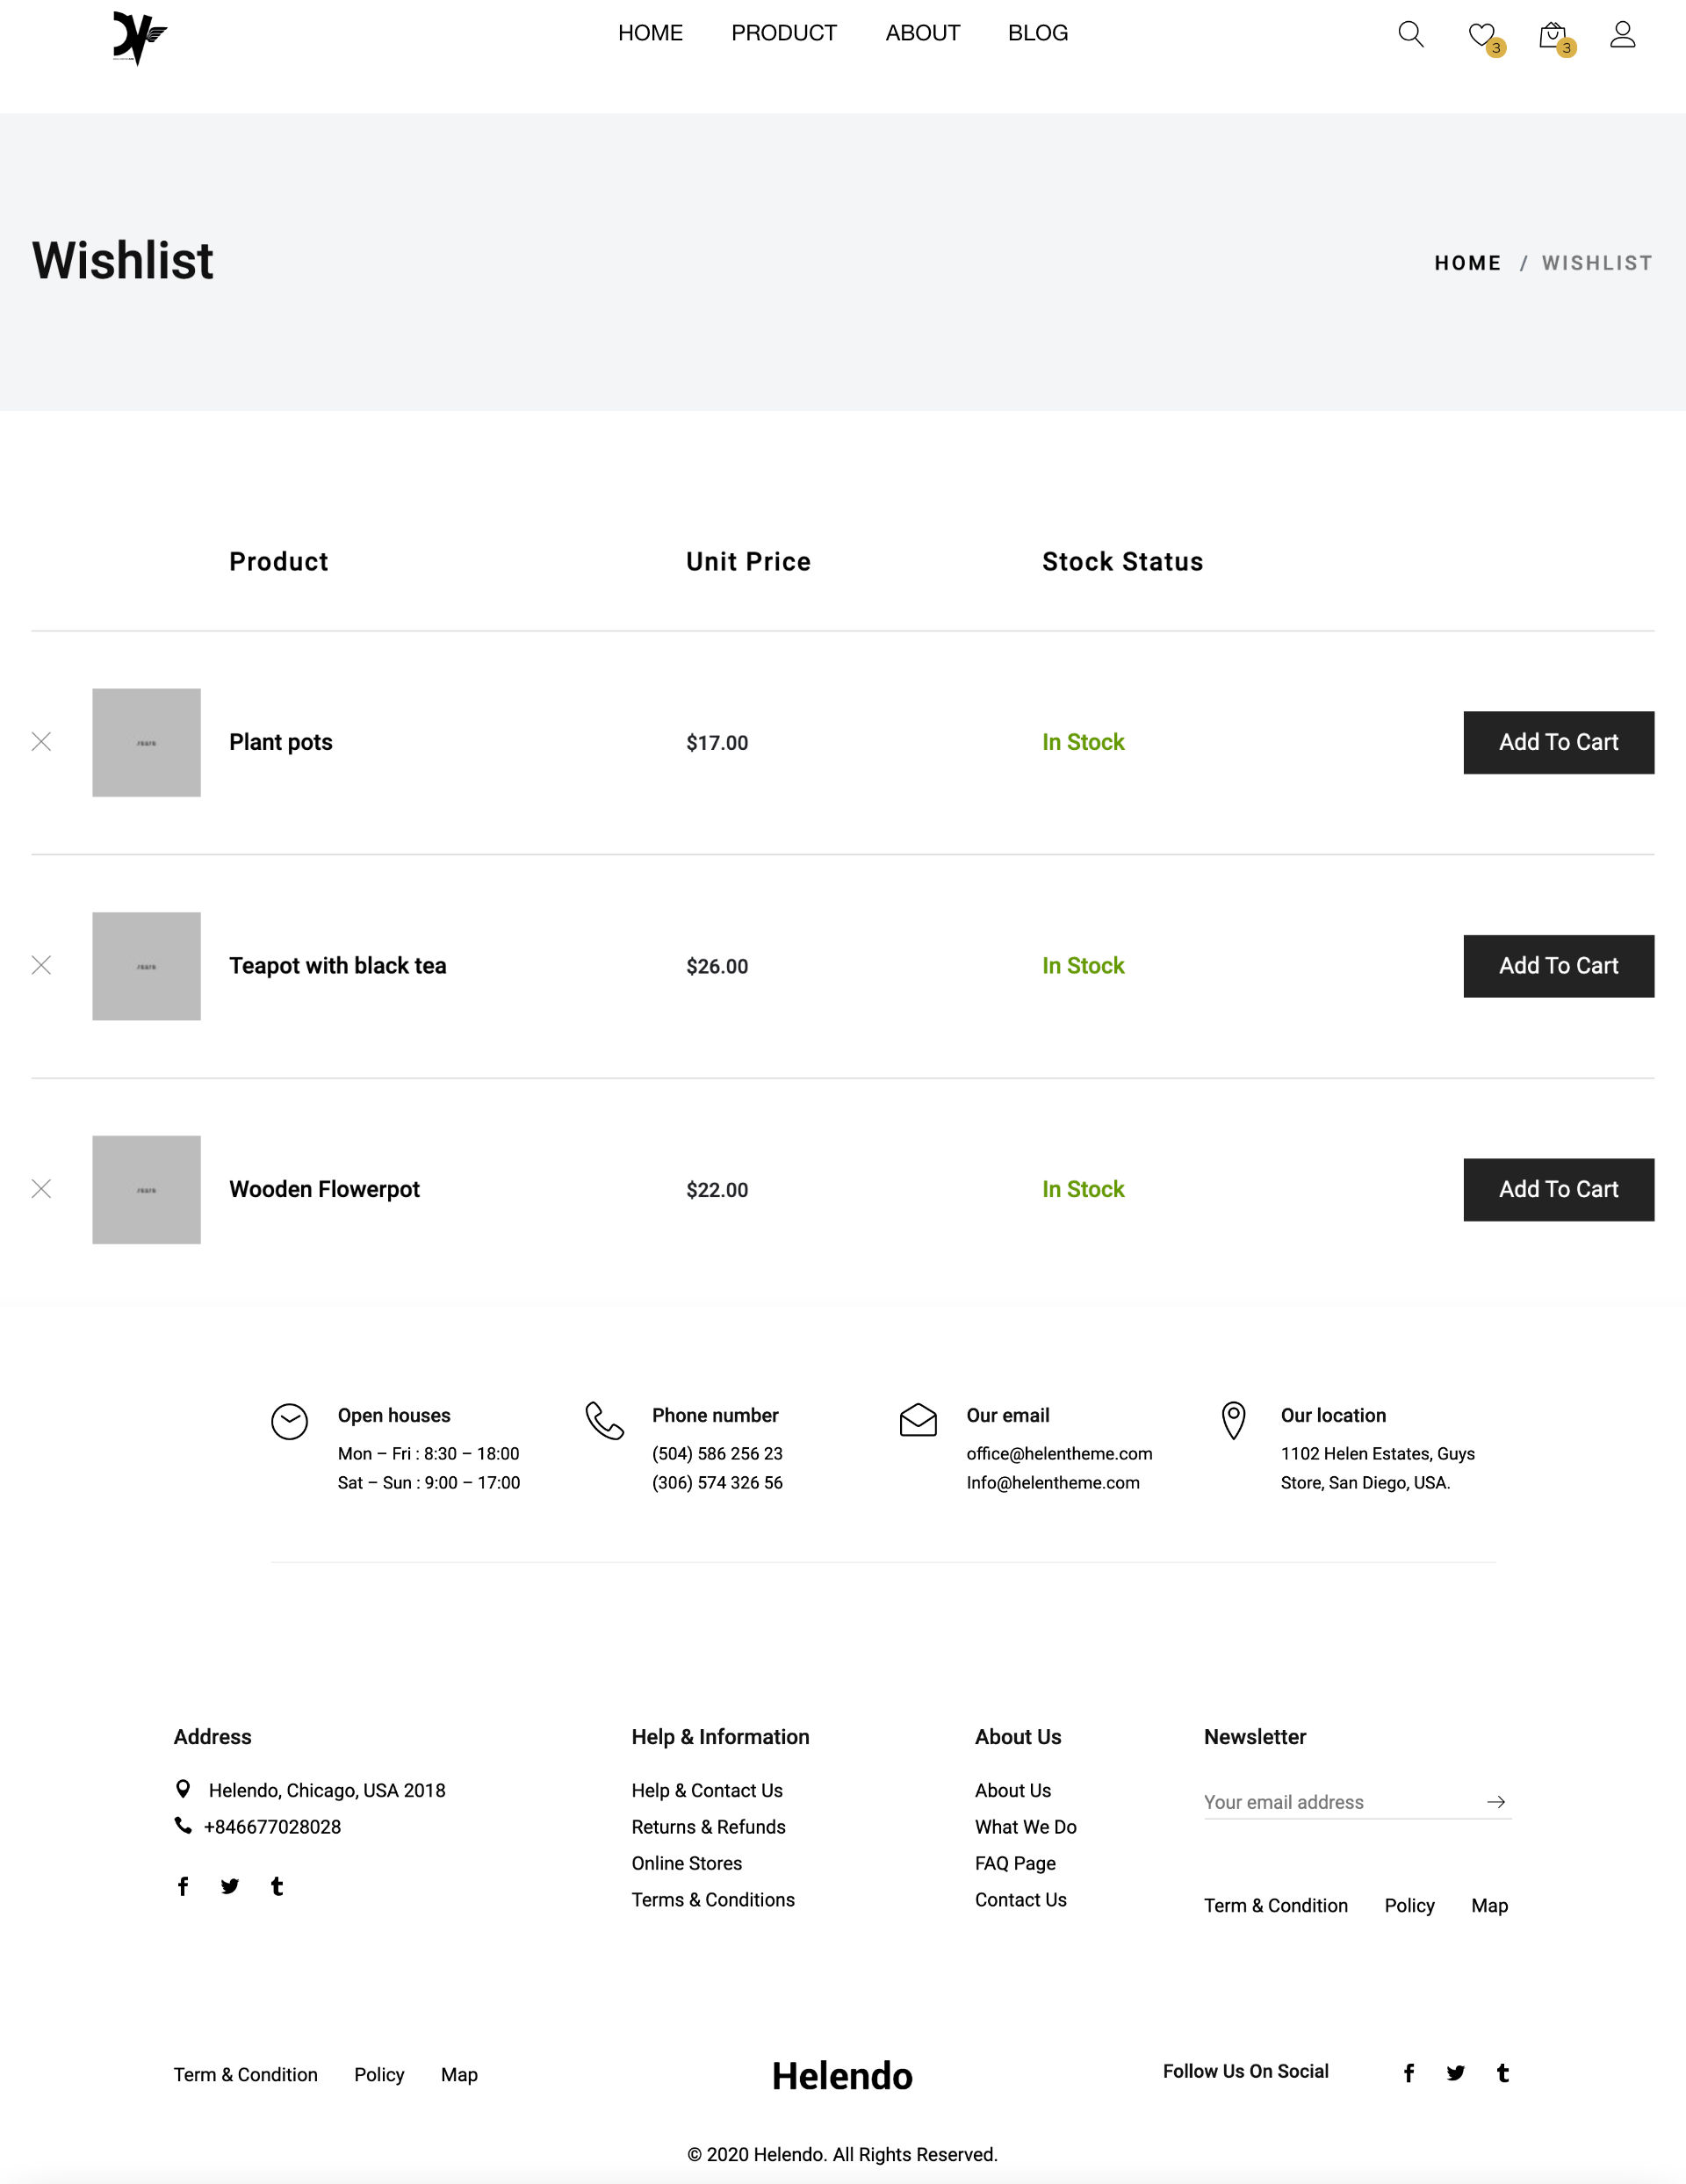 HOME PRODUCT ABOUT BLOG
3 3
Wishlist
HOME / WISHLIST
Product Unit Price Stock Status
Plant pots $17.00 In Stock Add To Cart
Teapot with black tea $26.00 In Stock Add To Cart
Wooden Flowerpot $22.00 In Stock Add To Cart
Open houses
Mon – Fri : 8:30 – 18:00
Sat – Sun : 9:00 – 17:00
Phone number
(504) 586 256 23
(306) 574 326 56
Our email
office@helentheme.com
Info@helentheme.com
Our location
1102 Helen Estates, Guys
Store, San Diego, USA.
Address
Helendo, Chicago, USA 2018
+846677028028
Help & Information
Help & Contact Us
Returns & Refunds
Online Stores
Terms & Conditions
About Us
About Us
What We Do
FAQ Page
Contact Us
Newsletter
Your email address
Term & Condition Policy Map
Term & Condition Policy Map
Helendo
Follow Us On Social
© 2020 Helendo. All Rights Reserved.